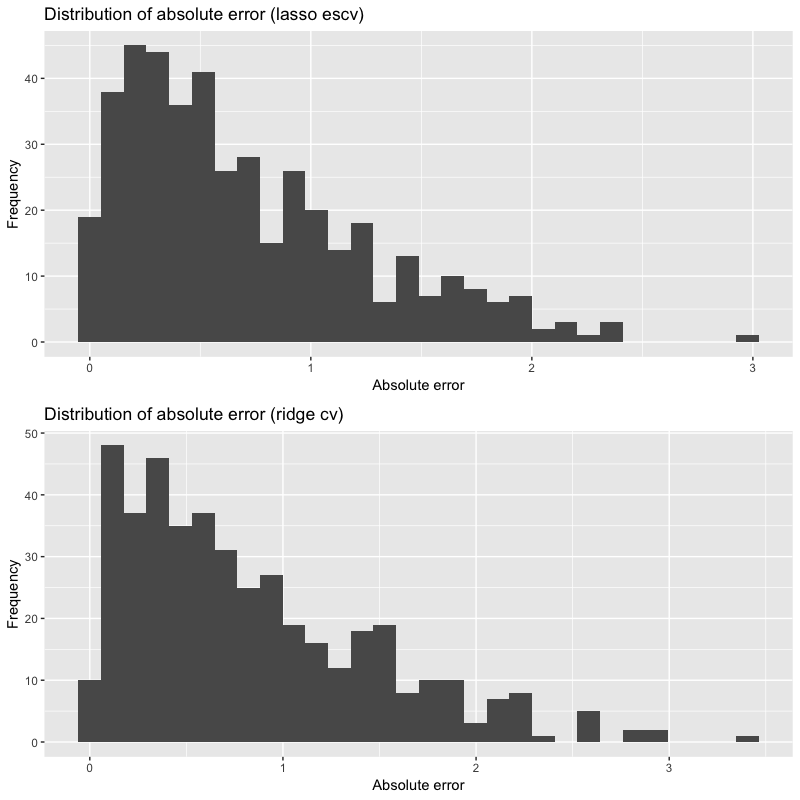 Distribution of absolute error (lasso escv)
Frequency
40
30
20
10
0
0 1 2 3
Absolute error
Distribution of absolute error (ridge cv)
Frequency
50
40
30
20
10
0
0 1 2 3
Absolute error